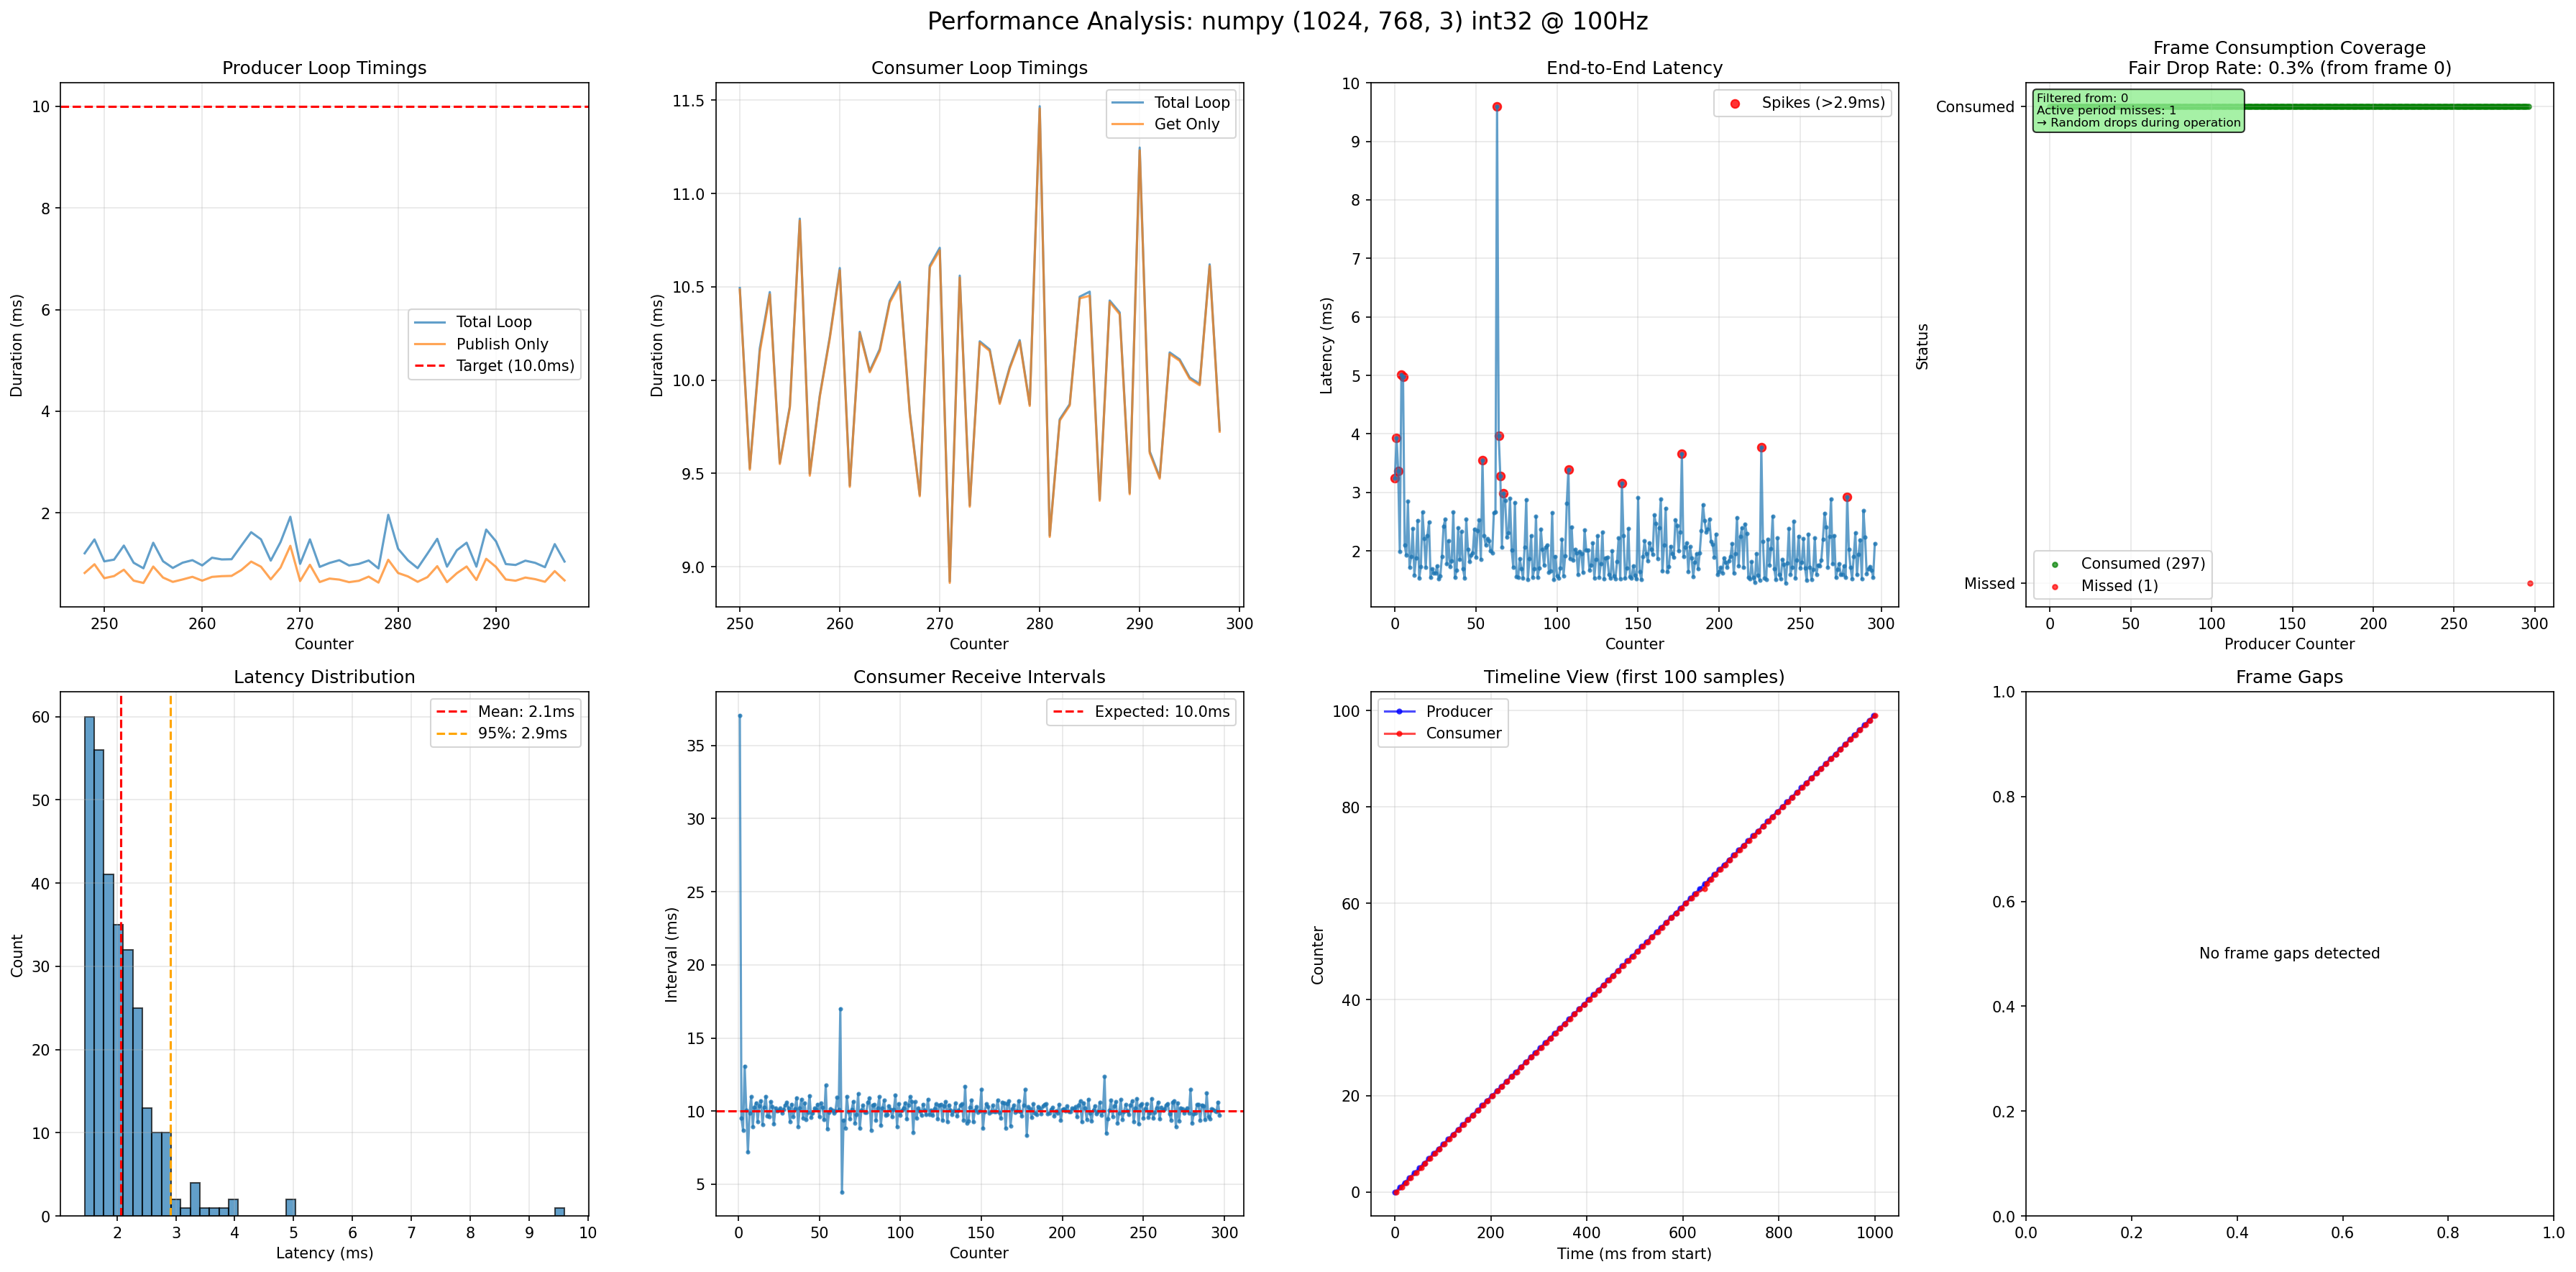 Performance Analysis: numpy (1024, 768, 3) int32 @ 100Hz
Producer Loop Timings
Duration (ms)
10
8
6
4
2
Total Loop
Publish Only
Target (10.0ms)
250 260 270 280 290
Counter
Consumer Loop Timings
Duration (ms)
11.5
11.0
10.5
10.0
9.5
9.0
Total Loop
Get Only
250 260 270 280 290 300
Counter
End-to-End Latency
Latency (ms)
10
9
8
7
6
5
4
3
2
Spikes (>2.9ms)
0 50 100 150 200 250 300
Counter
Frame Consumption Coverage
Fair Drop Rate: 0.3% (from frame 0)
Status
Consumed
Missed
Filtered from: 0
Active period misses: 1
→ Random drops during operation
Consumed (297)
Missed (1)
0 50 100 150 200 250 300
Producer Counter
Latency Distribution
Count
60
50
40
30
20
10
0
Mean: 2.1ms
95%: 2.9ms
2 3 4 5 6 7 8 9 10
Latency (ms)
Consumer Receive Intervals
Interval (ms)
35
30
25
20
15
10
5
Expected: 10.0ms
0 50 100 150 200 250 300
Counter
Timeline View (first 100 samples)
Counter
100
80
60
40
20
0
Producer
Consumer
0 200 400 600 800 1000
Time (ms from start)
Frame Gaps
1.0
0.8
0.6
0.4
0.2
0.0
No frame gaps detected
0.0 0.2 0.4 0.6 0.8 1.0